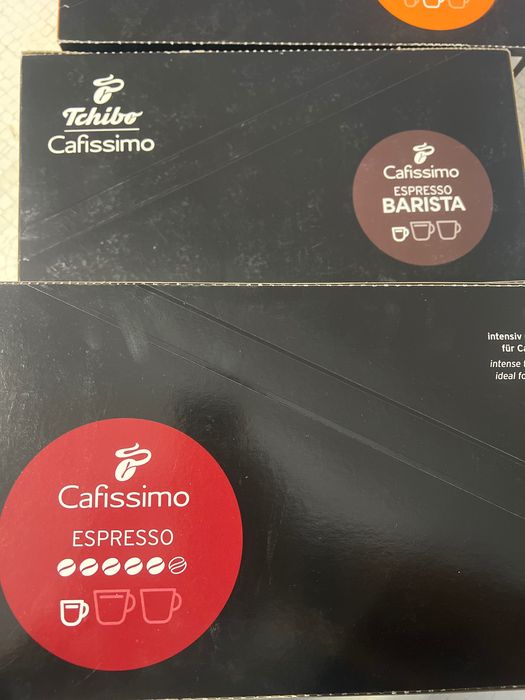 Tchibo
Cafissimo
Cafissimo
ESPRESSO
BARISTA
intensiv
für
intense
ideal
Cafissimo
ESPRESSO